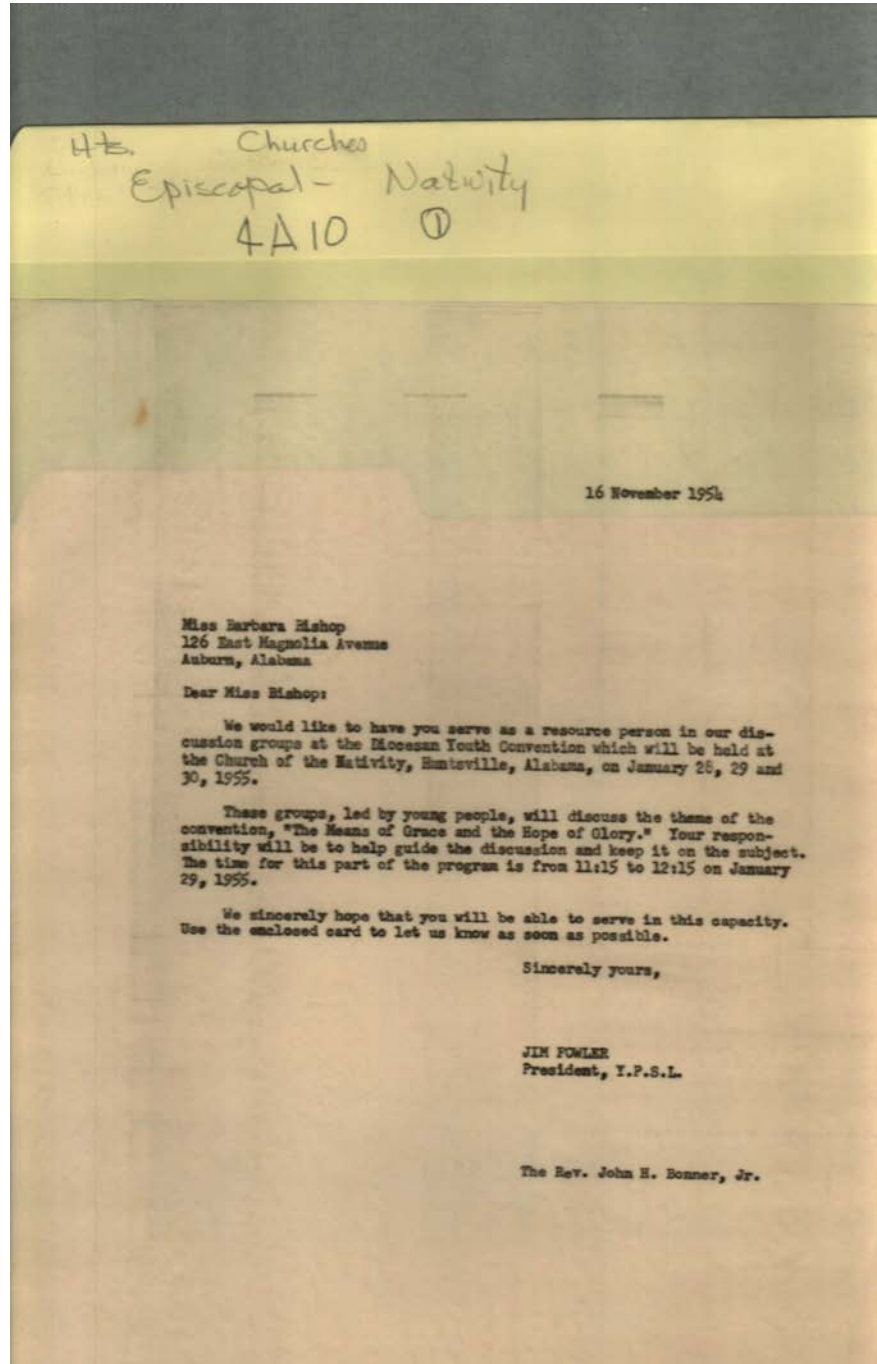 Hts. Churches
Episcopal - Nativity
4A10 ①
16 November 1954
Miss Barbara Bishop
126 East Magnolia Avenue
Auburn, Alabama
Dear Miss Bishop:
We would like to have you serve as a resource person in our dis-
cussion groups at the Diocesan Youth Convention which will be held at
the Church of the Nativity, Huntsville, Alabama, on January 28, 29 and
30, 1955.
These groups, led by young people, will discuss the theme of the
convention, "The Means of Grace and the Hope of Glory." Your respon-
sibility will be to help guide the discussion and keep it on the subject.
The time for this part of the program is from 11:15 to 12:15 on January
29, 1955.
We sincerely hope that you will be able to serve in this capacity.
Use the enclosed card to let us know as soon as possible.
Sincerely yours,
JIM FOWLER
President, Y.P.S.L.
The Rev. John H. Bonner, Jr.